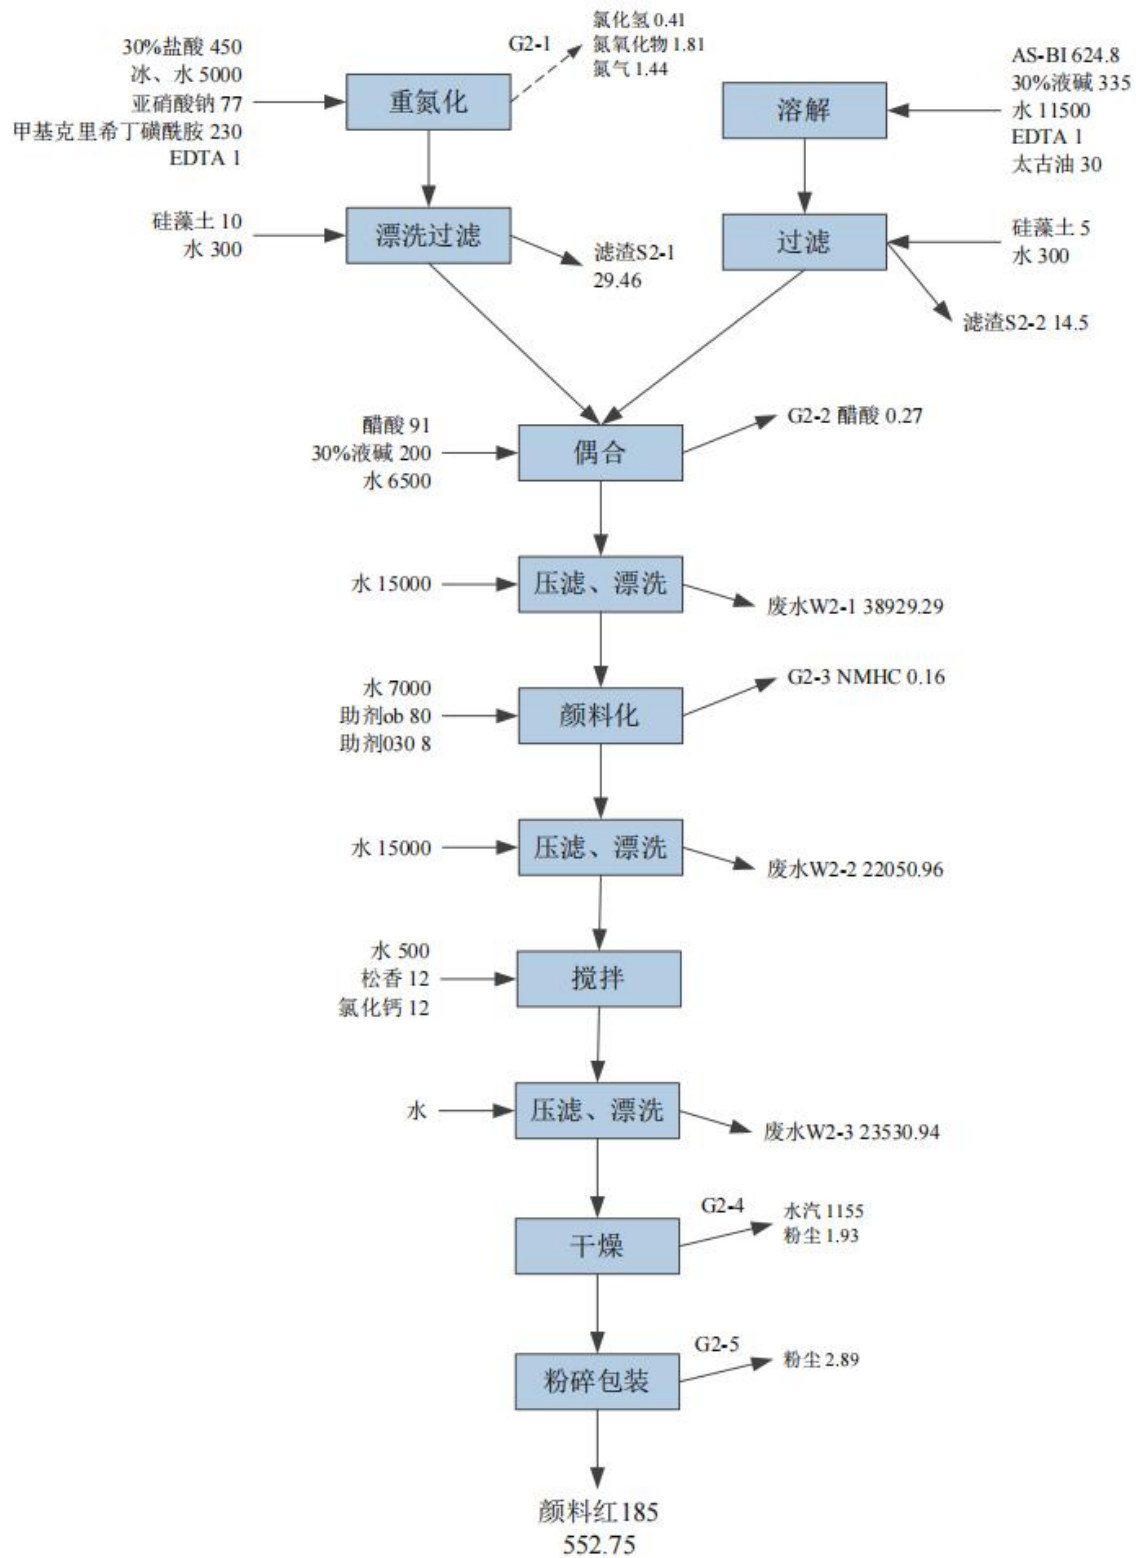 30%盐酸 450
冰、水 5000
亚硝酸钠 77
甲基克里希丁磺酰胺 230
EDTA 1
重氮化
G2-1
氯化氢 0.41
氮氧化物 1.81
氮气 1.44
AS-BI 624.8
30%液碱 335
水 11500
EDTA 1
太古油 30
溶解
硅藻土 10
水 300
漂洗过滤
滤渣S2-1
29.46
过滤
硅藻土 5
水 300
滤渣S2-2 14.5
醋酸 91
30%液碱 200
水 6500
偶合
G2-2 醋酸 0.27
水 15000
压滤、漂洗
废水W2-1 38929.29
水 7000
助剂ob 80
助剂030 8
颜料化
G2-3 NMHC 0.16
水 15000
压滤、漂洗
废水W2-2 22050.96
水 500
松香 12
氯化钙 12
搅拌
水
压滤、漂洗
废水W2-3 23530.94
干燥
G2-4
水汽 1155
粉尘 1.93
粉碎包装
G2-5
粉尘 2.89
颜料红185
552.75